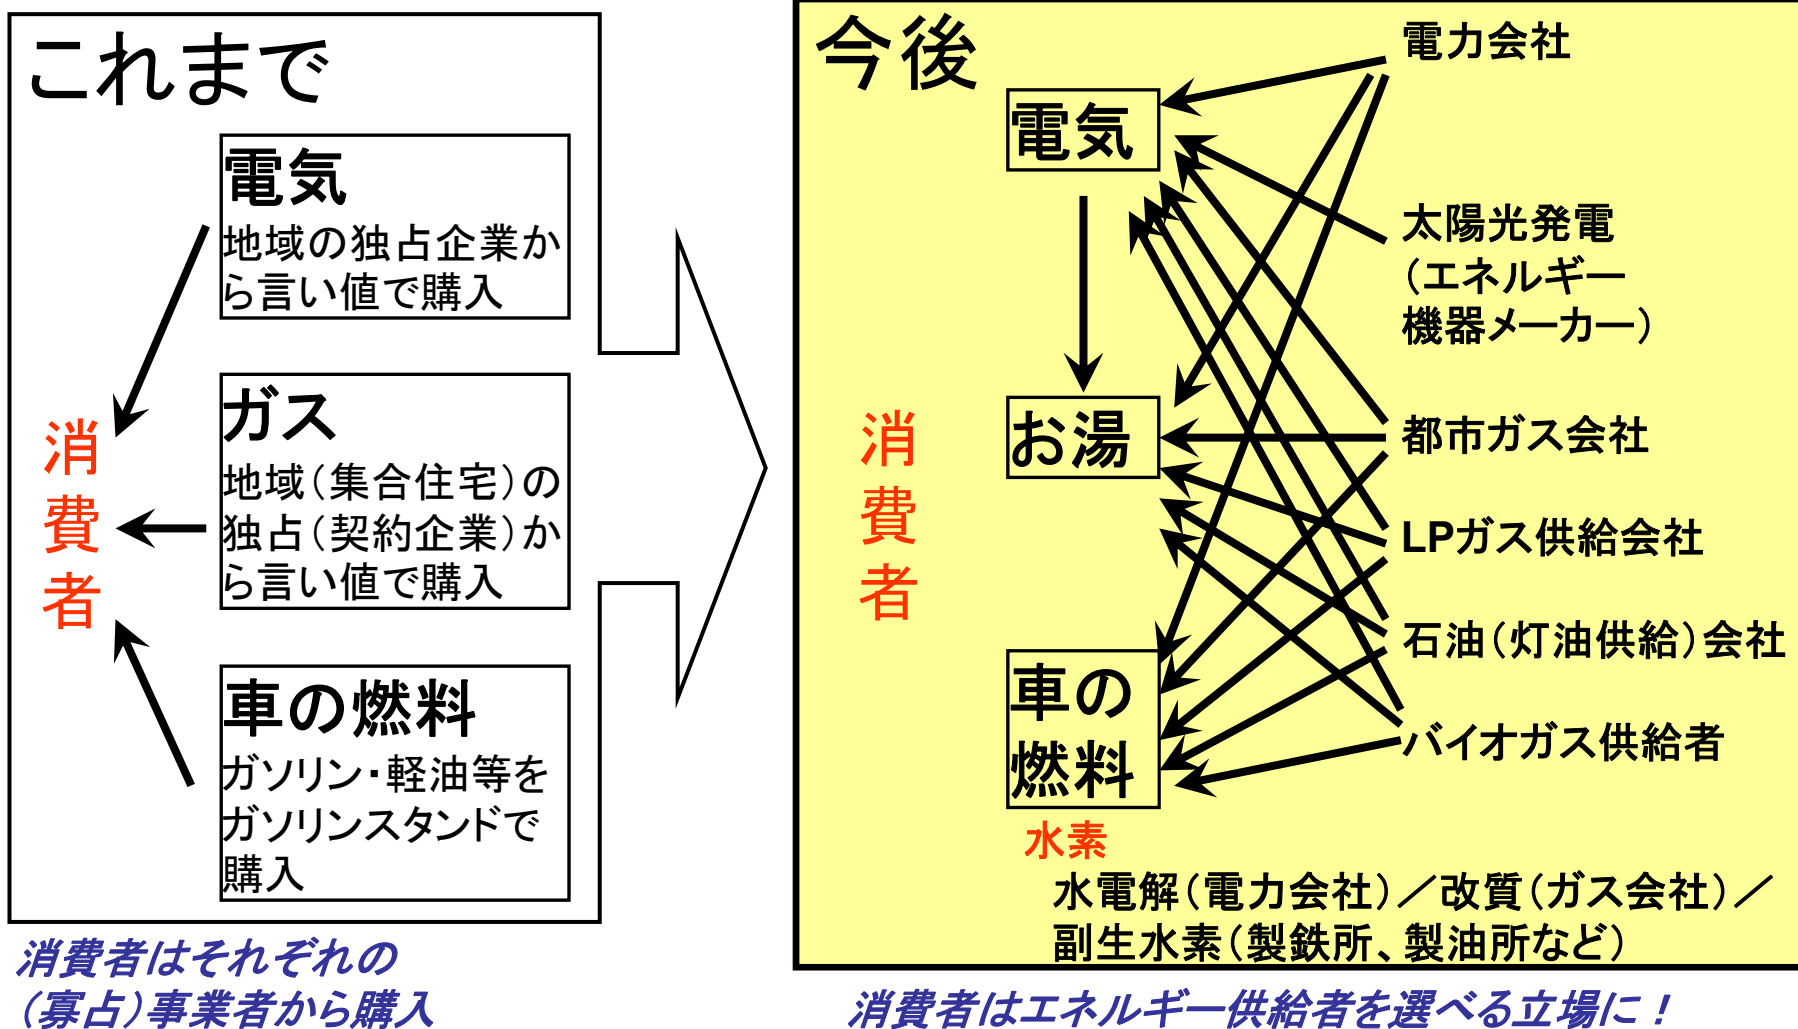 これまで
電気
地域の独占企業か
ら言い値で購入
ガス
地域(集合住宅)の
独占(契約企業)か
ら言い値で購入
車の燃料
ガソリン・軽油等を
ガソリンスタンドで
購入
消
費
者
消費者はそれぞれの
(寡占)事業者から購入
今後
電気
お湯
車の
燃料
水素
消
費
者
電力会社
太陽光発電
(エネルギー
機器メーカー)
都市ガス会社
LPガス供給会社
石油(灯油供給)会社
バイオガス供給者
水電解(電力会社)/改質(ガス会社)/
副生水素(製鉄所、製油所など)
消費者はエネルギー供給者を選べる立場に!